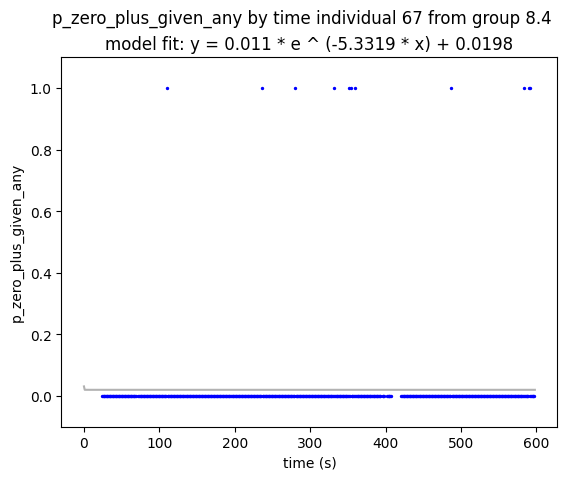 p_zero_plus_given_any by time individual 67 from group 8.4
model fit: y = 0.011 * e ^ (-5.3319 * x) + 0.0198
1.0
0.8
0.6
0.4
0.2
0.0
p_zero_plus_given_any
0 100 200 300 400 500 600
time (s)